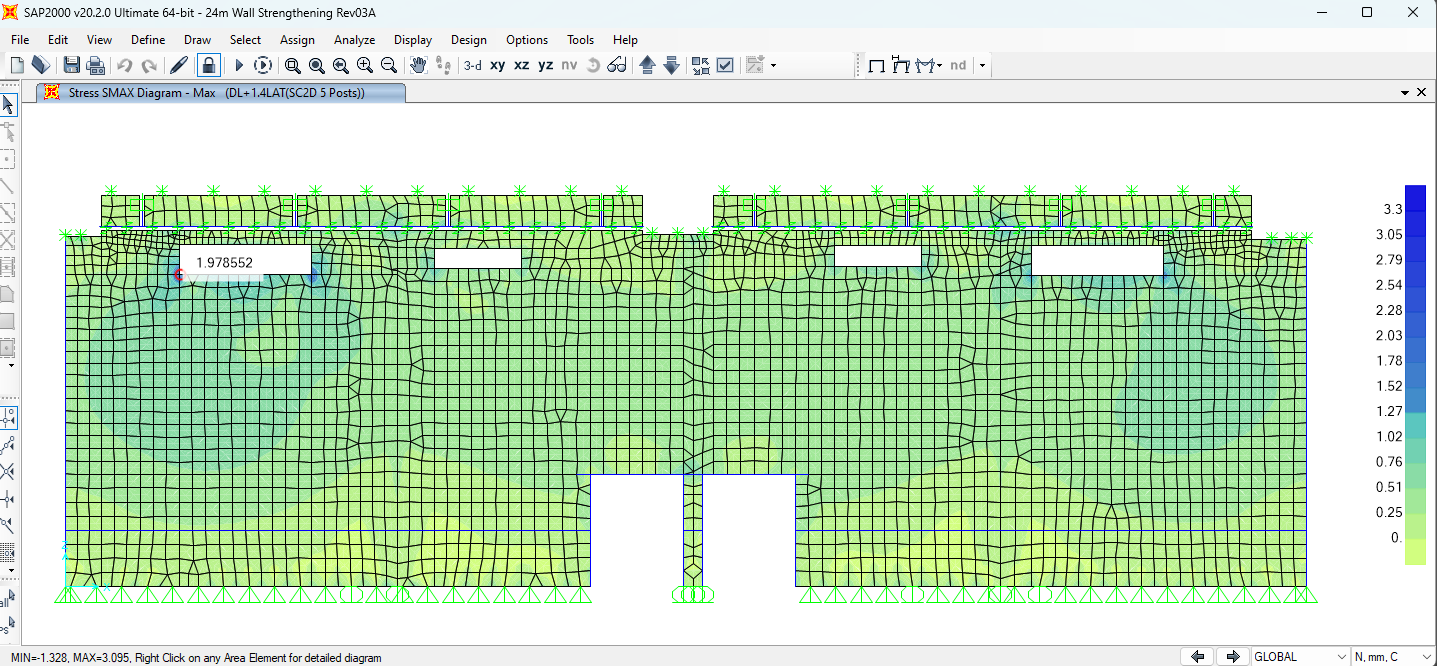 SAP2000 v20.2.0 Ultimate 64-bit - 24m Wall Strengthening Rev03A
File Edit View Define Draw Select Assign Analyze Display Design Options Tools Help
3-d xy xz yz nv nd
Stress SMAX Diagram - Max (DL+1.4LAT(SC2D 5 Posts))
1.978552
3.3
3.05
2.79
2.54
2.28
2.03
1.78
1.52
1.27
1.02
0.76
0.51
0.25
0.
all
PS
MIN=-1.328, MAX=3.095, Right Click on any Area Element for detailed diagram
GLOBAL
N, mm, C